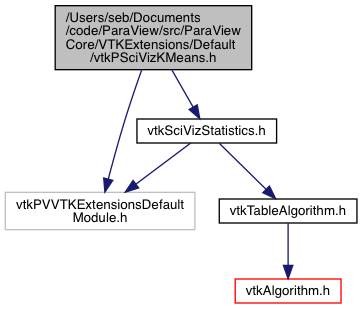 /Users/seb/Documents
/code/ParaView/src/ParaView
Core/VTKExtensions/Default
/vtkPSciVizKMeans.h
vtkSciVizStatistics.h
vtkPVVTKExtensionsDefault
Module.h
vtkTableAlgorithm.h
vtkAlgorithm.h